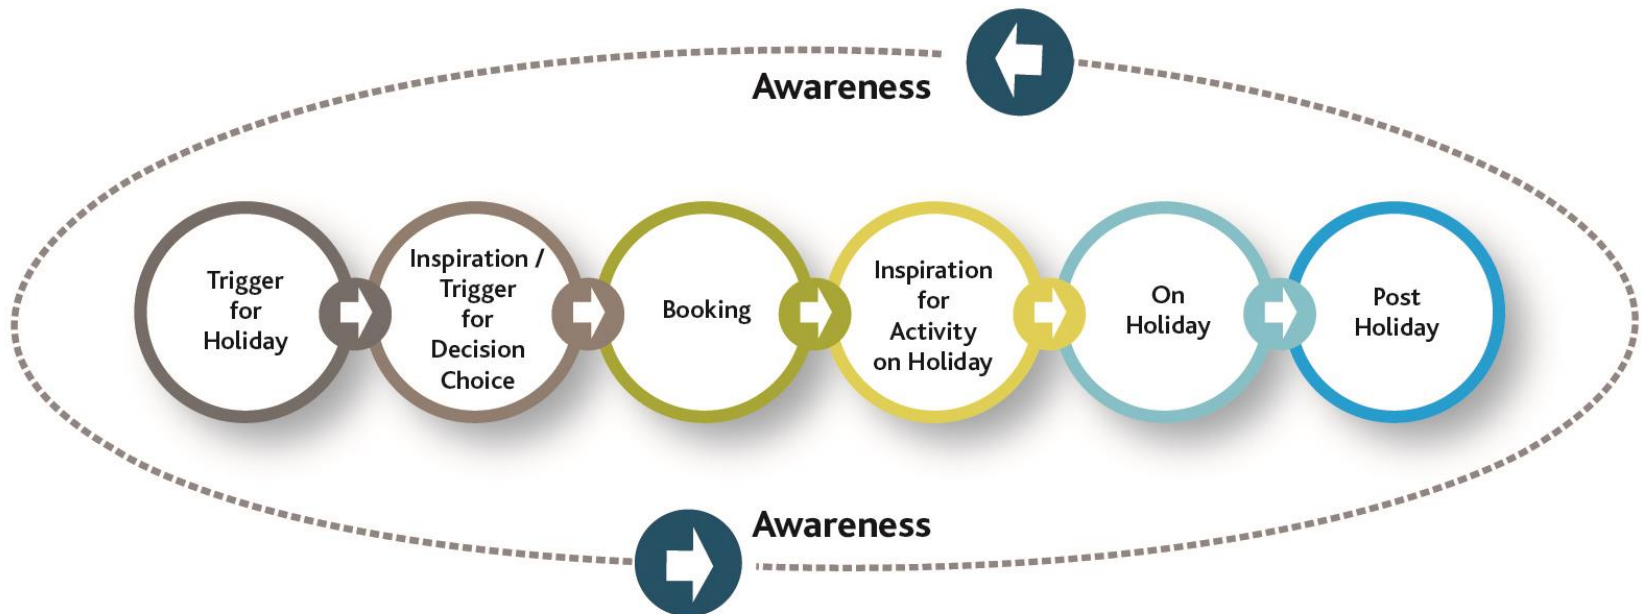 Awareness
Trigger
for
Holiday
Inspiration /
Trigger
for
Decision
Choice
Booking
Inspiration
for
Activity
on Holiday
On
Holiday
Post
Holiday
Awareness